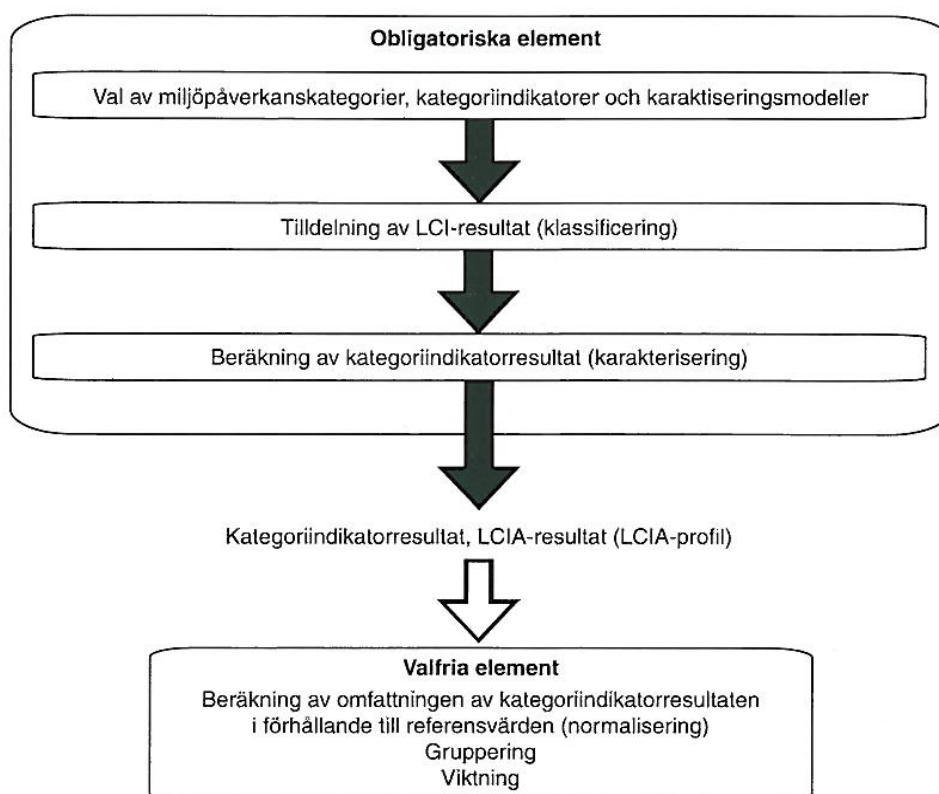 Obligatoriska element
Val av miljöpåverkanskategorier, kategoriindikatorer och karaktiseringsmodeller
Tilldelning av LCI-resultat (klassificering)
Beräkning av kategoriindikatorresultat (karakterisering)
Kategoriindikatorresultat, LCIA-resultat (LCIA-profil)
Valfria element
Beräkning av omfattningen av kategoriindikatorresultaten
i förhållande till referensvärden (normalisering)
Gruppering
Viktning